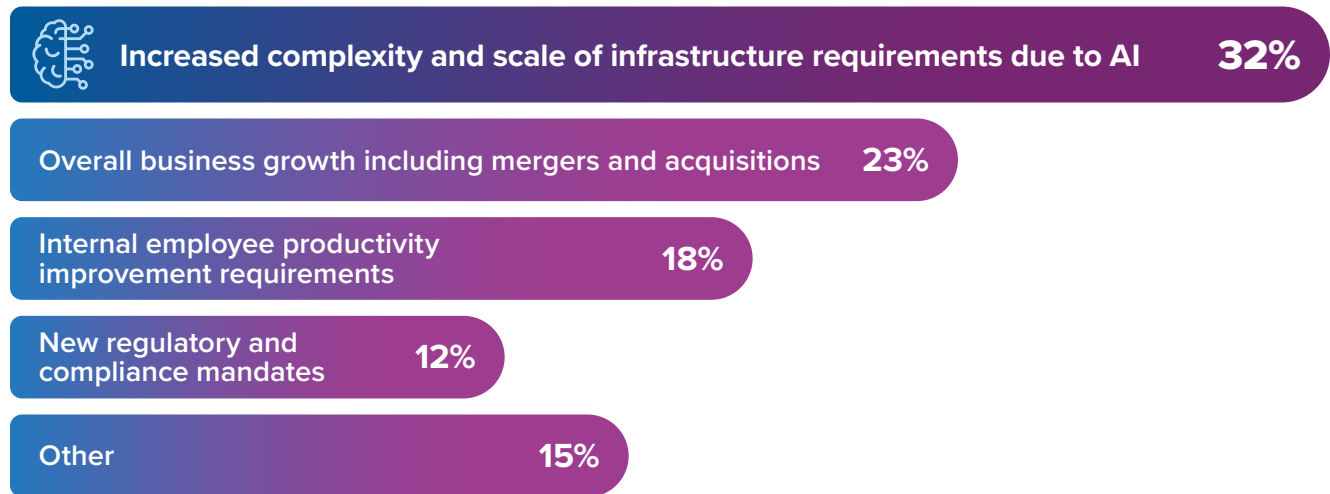 Increased complexity and scale of infrastructure requirements due to AI 32%
Overall business growth including mergers and acquisitions 23%
Internal employee productivity
improvement requirements
18%
New regulatory and
compliance mandates
12%
Other 15%